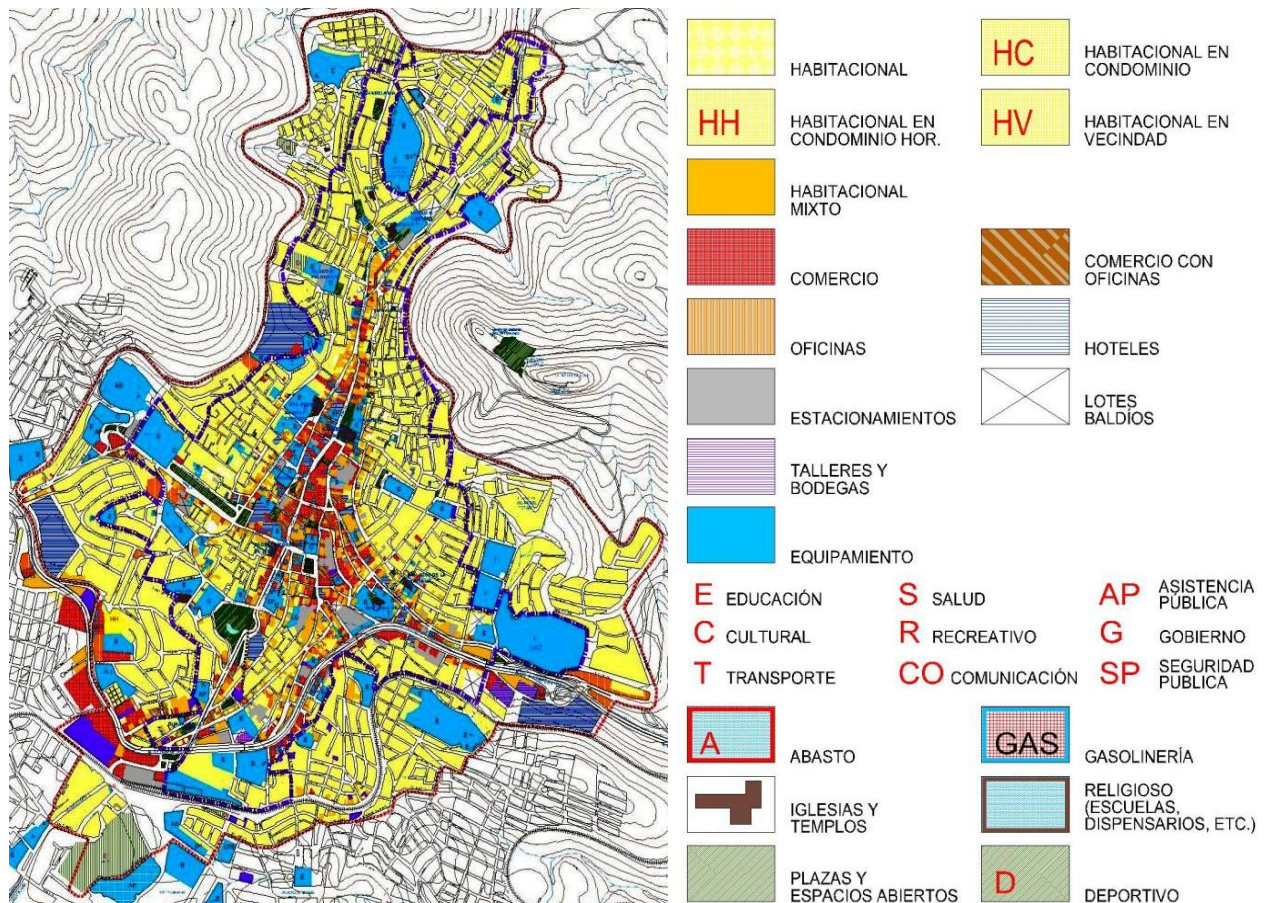 HABITACIONAL
HC
HABITACIONAL EN
CONDOMINIO
HH
HABITACIONAL EN
CONDOMINIO HOR.
HV
HABITACIONAL EN
VECINDAD
HABITACIONAL
MIXTO
COMERCIO
COMERCIO CON
OFICINAS
OFICINAS
HOTELES
ESTACIONAMIENTOS
LOTES
BALDÍOS
TALLERES Y
BODEGAS
EQUIPAMIENTO
E EDUCACIÓN
S SALUD
AP ASISTENCIA
PÚBLICA
C CULTURAL
R RECREATIVO
G GOBIERNO
T TRANSPORTE
CO COMUNICACIÓN
SP SEGURIDAD
PUBLICA
A
ABASTO
GAS
GASOLINERÍA
IGLESIAS Y
TEMPLOS
RELIGIOSO
(ESCUELAS,
DISPENSARIOS, ETC.)
PLAZAS Y
ESPACIOS ABIERTOS
D
DEPORTIVO